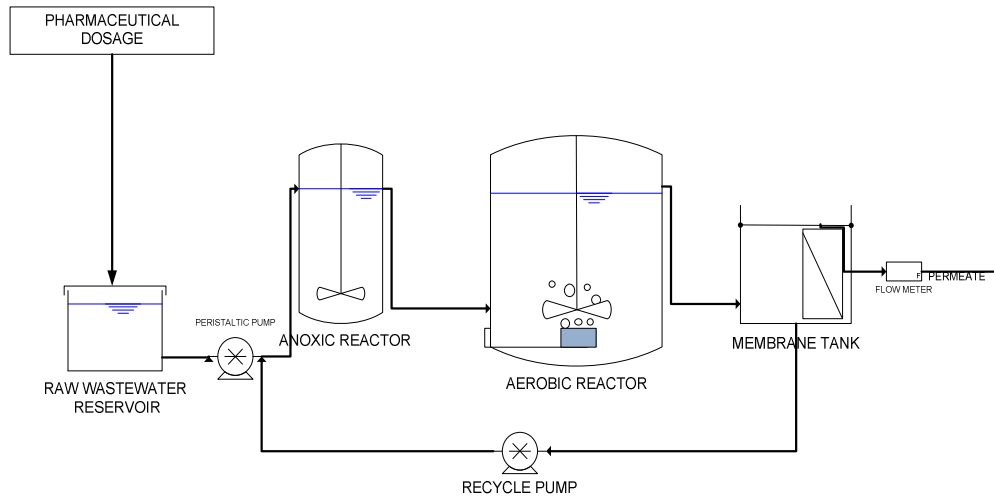 PHARMACEUTICAL
DOSAGE
PERISTALTIC PUMP
ANOXIC REACTOR
RAW WASTEWATER
RESERVOIR
AEROBIC REACTOR
MEMBRANE TANK
F
PERMEATE
FLOW METER
RECYCLE PUMP